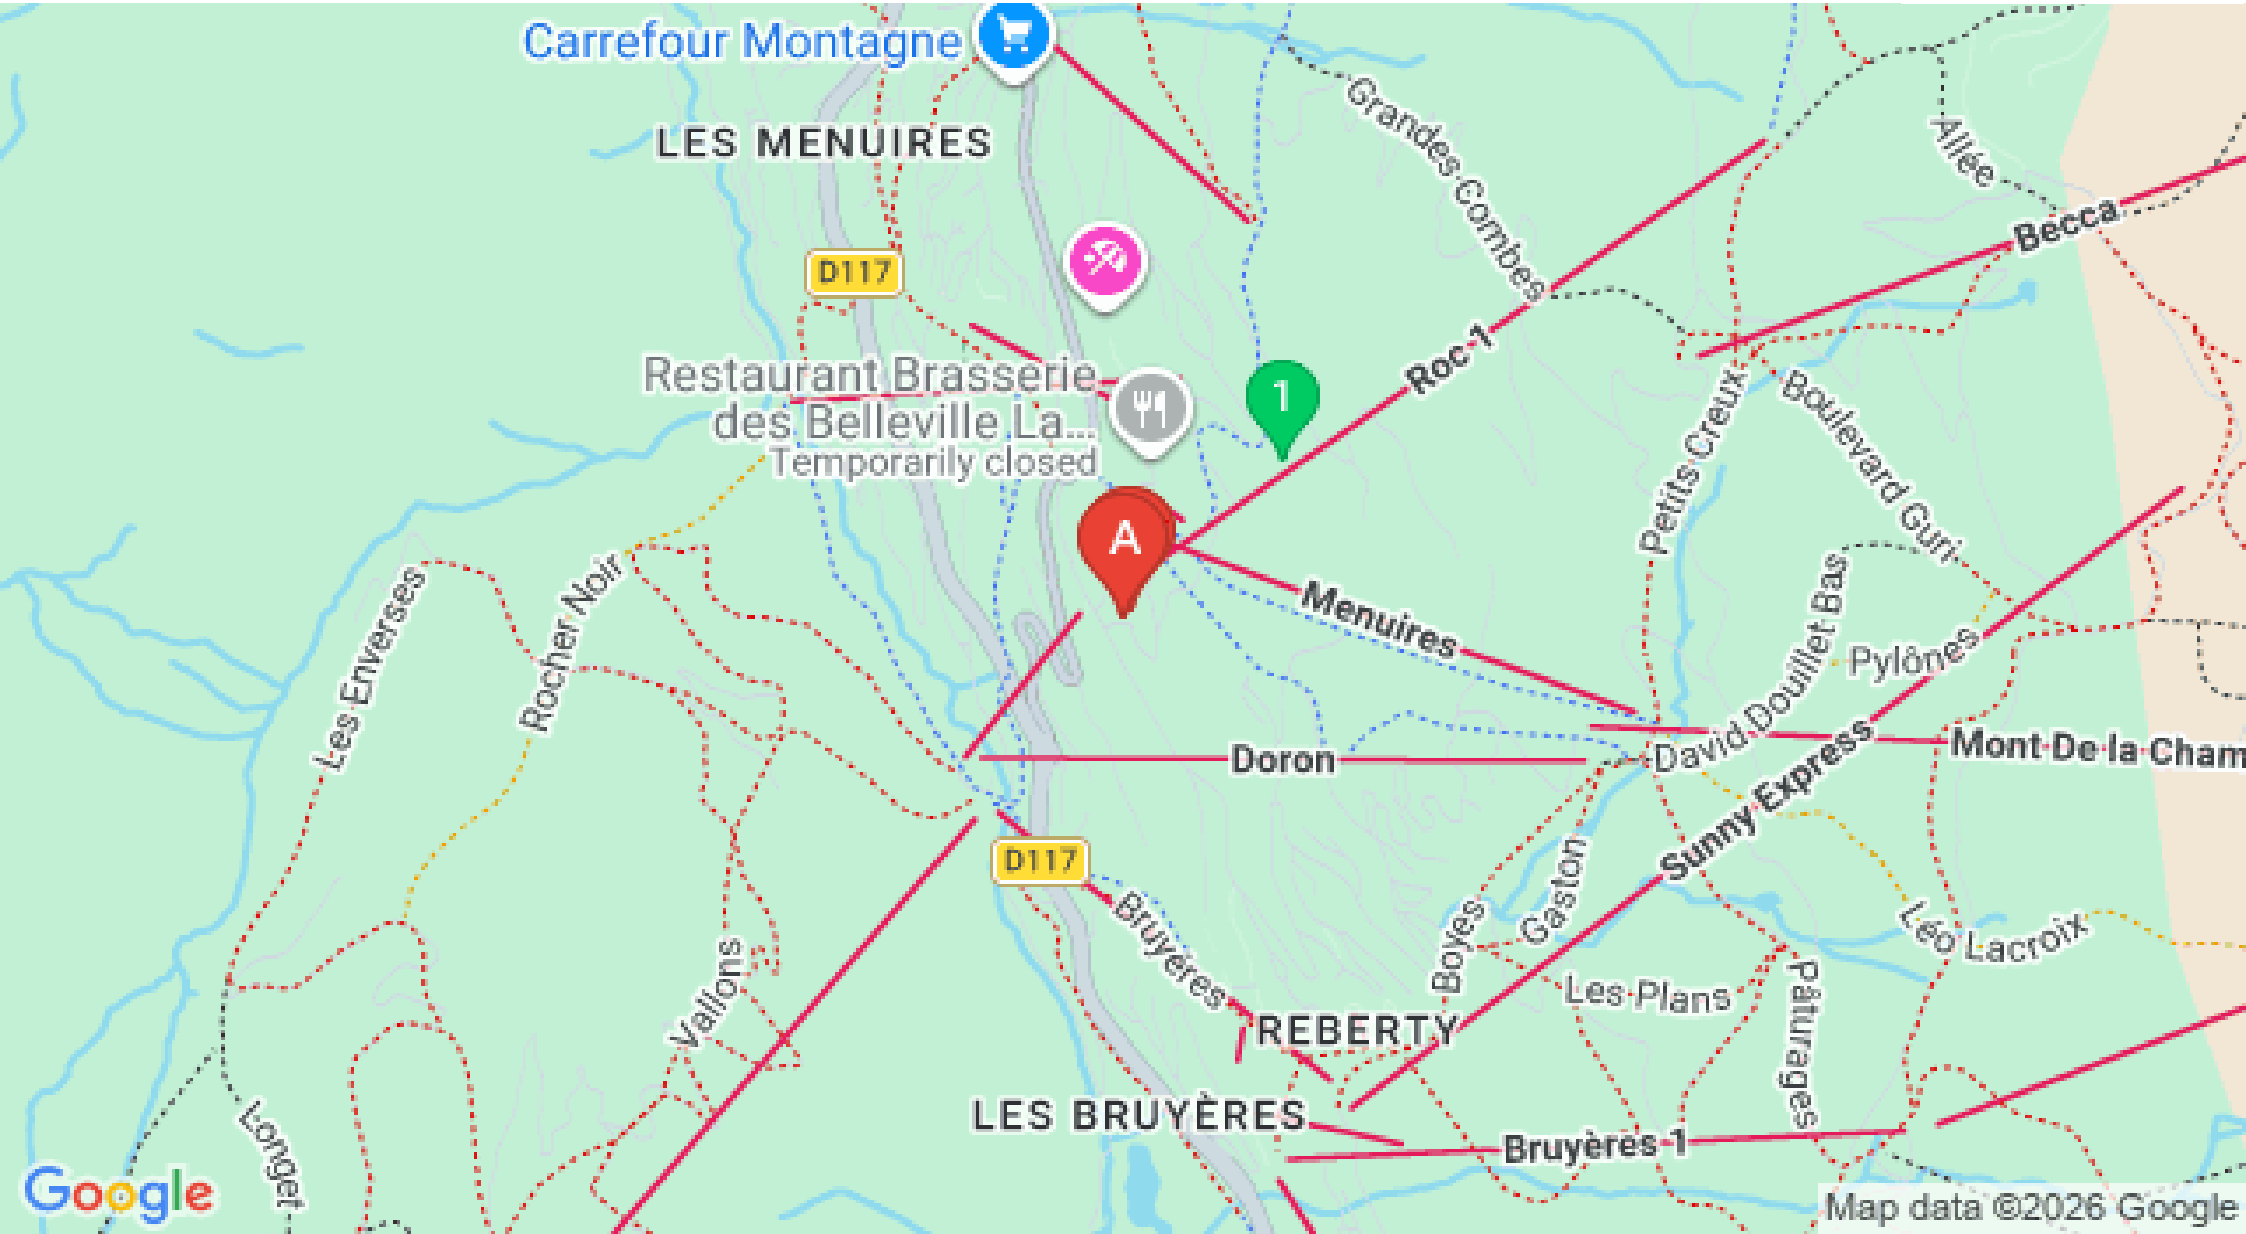 Carrefour Montagne
LES MENUIRES
Grandes Combes
Allée
Becca
D117
Roc 1
Restaurant Brasserie
des Belleville La...
Temporarily closed
1
Petits Creux
Boulevard Guri
A
Menuires
Les Enverses
Rocher Noir
David Douillet Bas
Pylônes
Doron
Mont De la Cham
Sunny Express
D117
Bruyères
Gaston
Boyes
Léo Lacroix
Vallons
Les Plans
Pâturages
REBERTY
LES BRUYÈRES
Bruyères 1
Longet
Google
Map data ©2026 Google